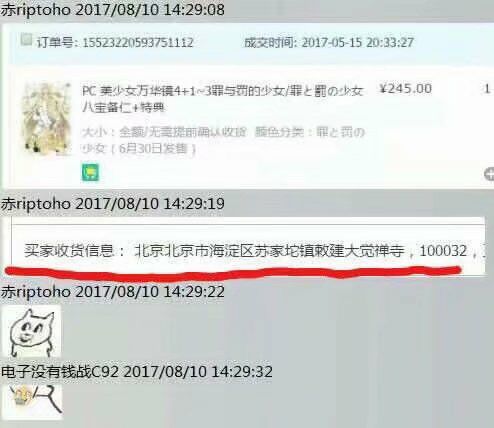 赤riptoho 2017/08/10 14:29:08
订单号: 15523220593751112 成交时间: 2017-05-15 20:33:27
PC 美少女万华镜4+1~3罪与罚的少女/罪と罰の少女 ¥245.00 1
八宝备仁+特典
大小：全额/无需提前确认收货 颜色分类：罪と罰の
少女（6月30日发售）
赤riptoho 2017/08/10 14:29:19
买家收货信息： 北京北京市海淀区苏家坨镇敕建大觉禅寺，100032，
赤riptoho 2017/08/10 14:29:22
电子没有钱战C92 2017/08/10 14:29:32